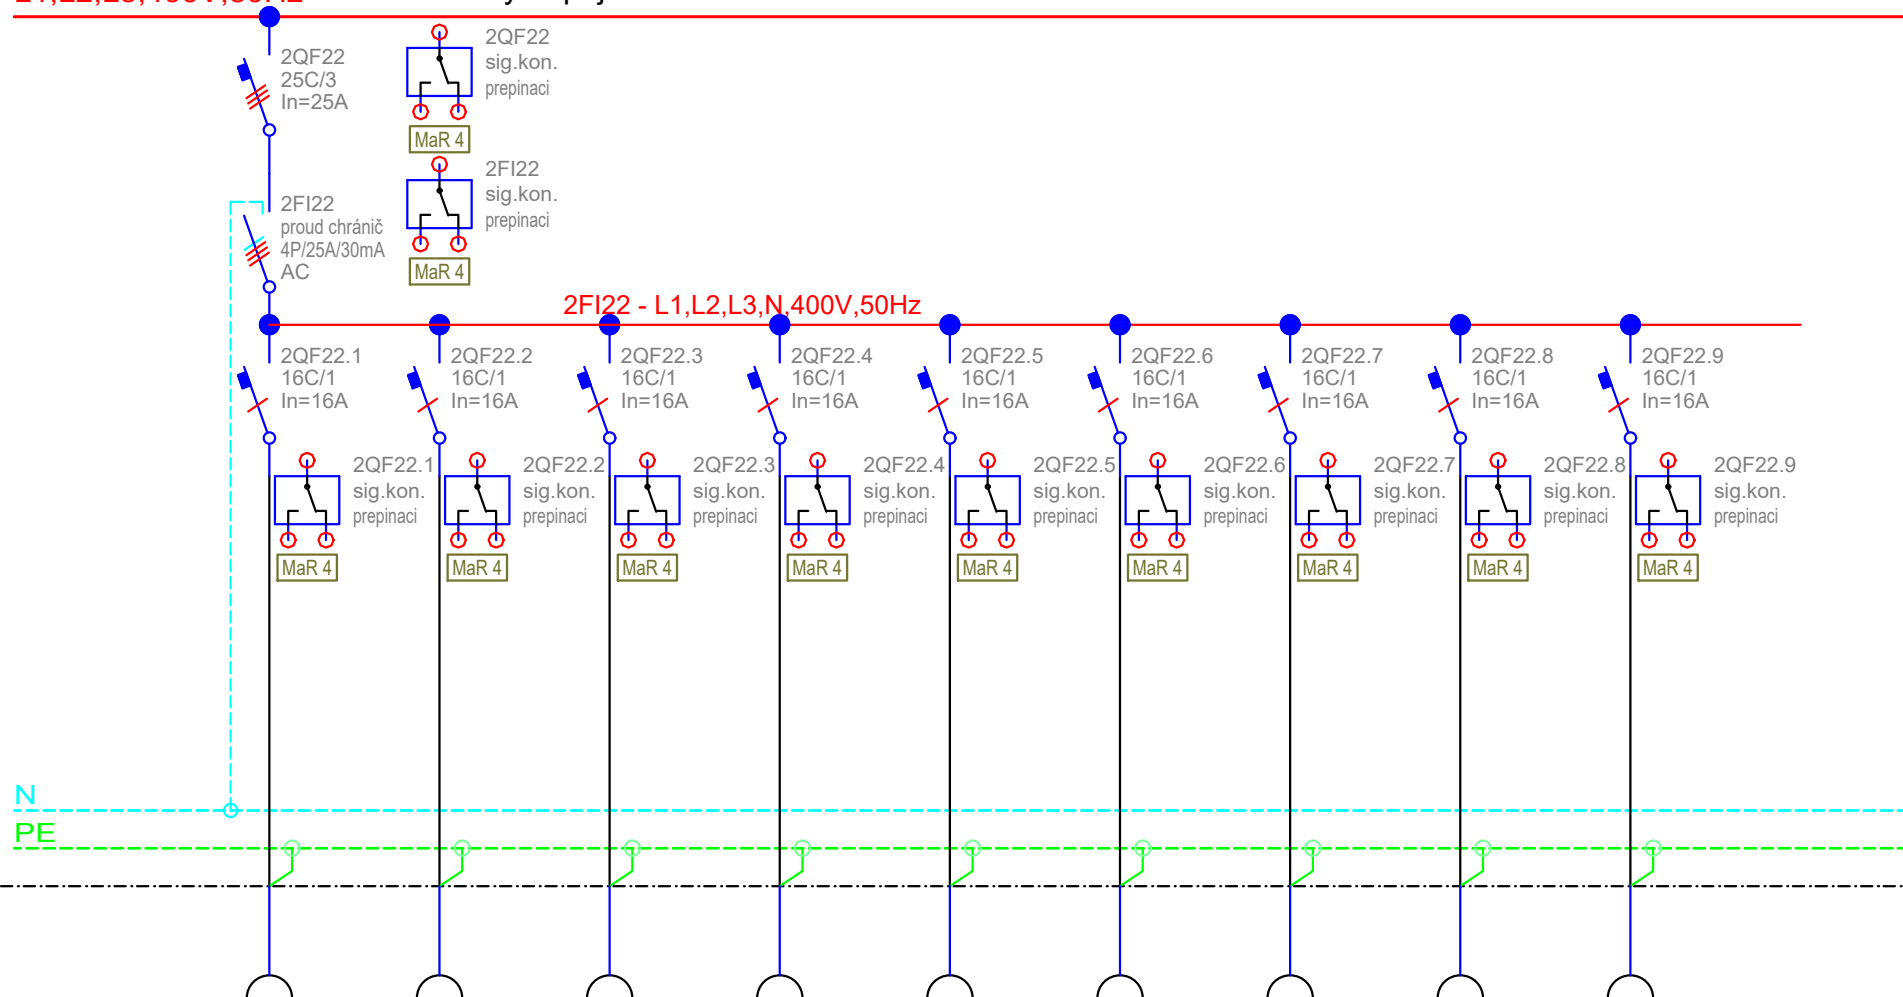 2QF22
25C/3
In=25A
2QF22
sig.kon.
prepinaci
MaR 4
2FI22
proud chránič
4P/25A/30mA
AC
2FI22
sig.kon.
prepinaci
MaR 4
2FI22 - L1,L2,L3,N,400V,50Hz
2QF22.1
16C/1
In=16A
2QF22.2
16C/1
In=16A
2QF22.3
16C/1
In=16A
2QF22.4
16C/1
In=16A
2QF22.5
16C/1
In=16A
2QF22.6
16C/1
In=16A
2QF22.7
16C/1
In=16A
2QF22.8
16C/1
In=16A
2QF22.9
16C/1
In=16A
2QF22.1
sig.kon.
prepinaci
MaR 4
2QF22.2
sig.kon.
prepinaci
MaR 4
2QF22.3
sig.kon.
prepinaci
MaR 4
2QF22.4
sig.kon.
prepinaci
MaR 4
2QF22.5
sig.kon.
prepinaci
MaR 4
2QF22.6
sig.kon.
prepinaci
MaR 4
2QF22.7
sig.kon.
prepinaci
MaR 4
2QF22.8
sig.kon.
prepinaci
MaR 4
2QF22.9
sig.kon.
prepinaci
MaR 4
N
PE